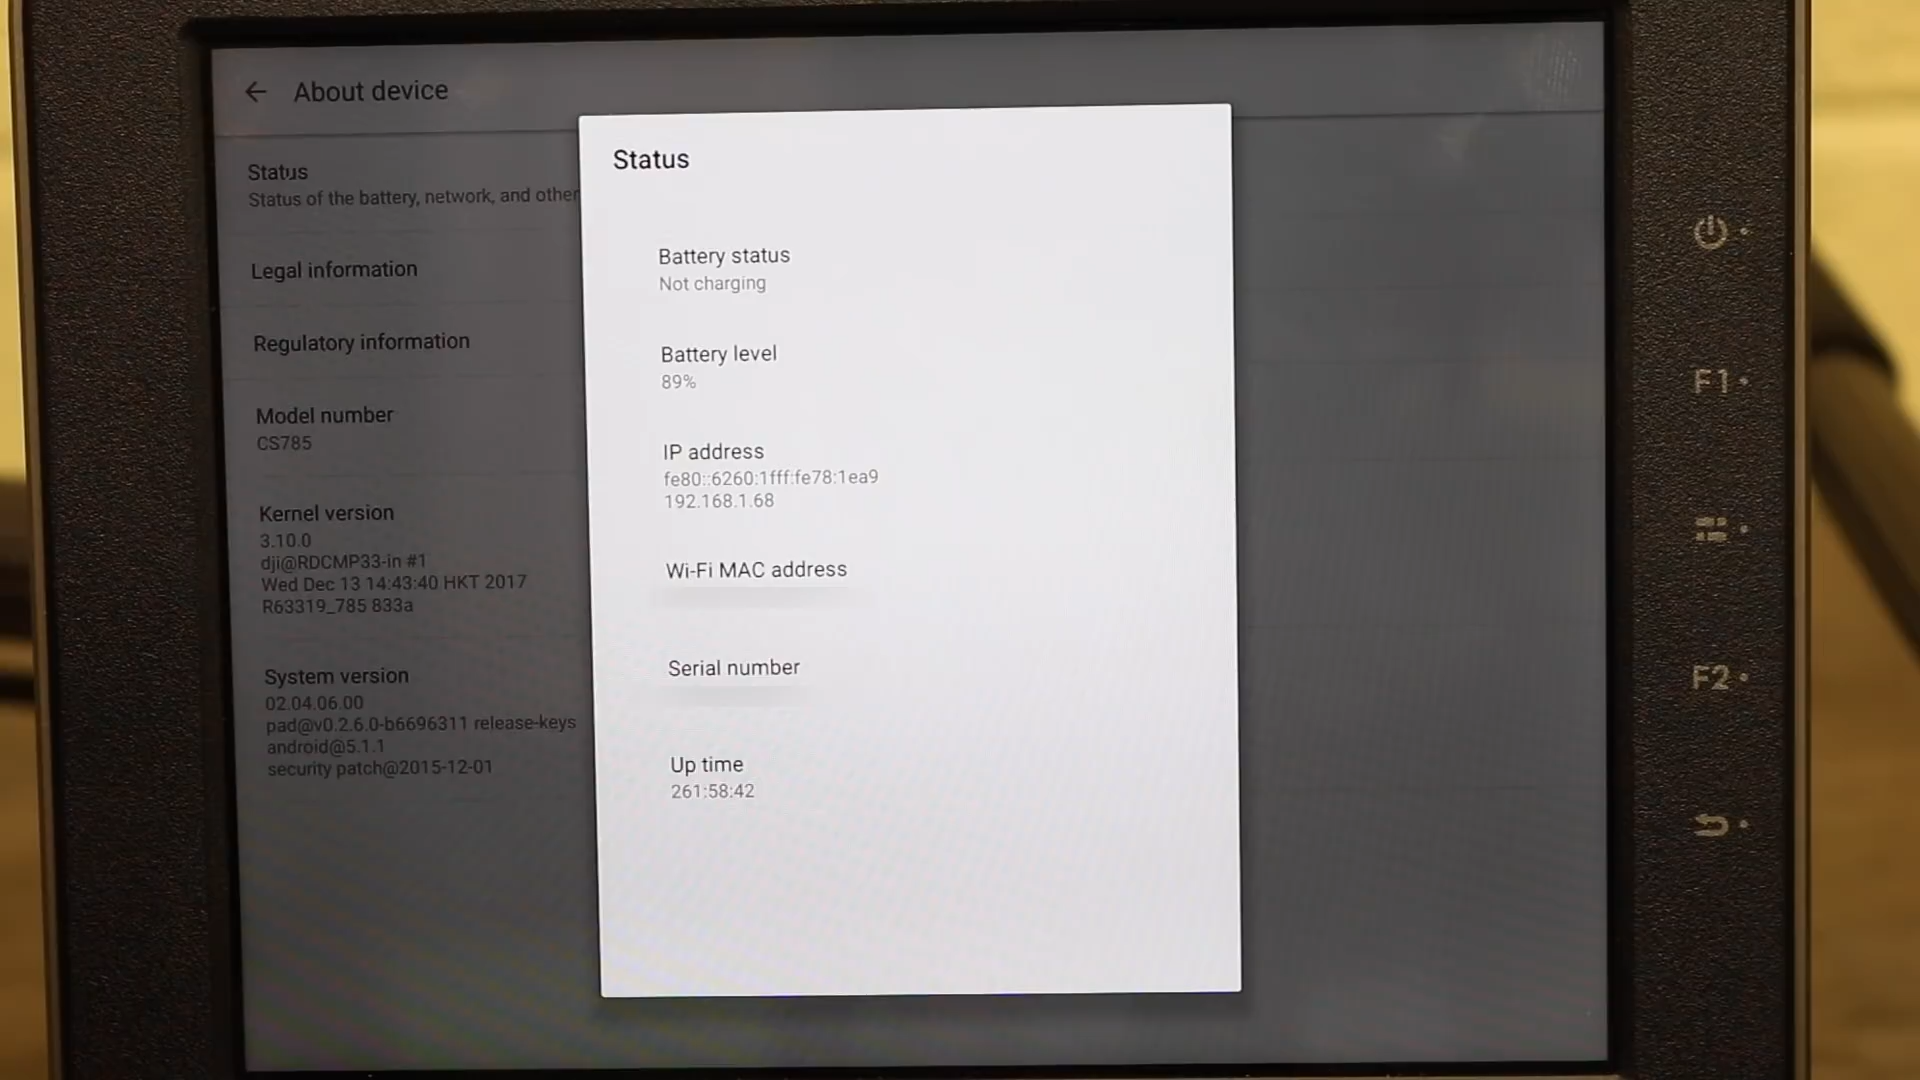 About device
Status
Status of the battery, network, and other
Legal information
Regulatory information
Model number
CS785
Kernel version
3.10.0
dji@RDCMP33-in #1
Wed Dec 13 14:43:40 HKT 2017
R63319_785 833a
System version
02.04.06.00
pad@v0.2.6.0-b6696311 release-keys
android@5.1.1
security patch@2015-12-01
Status
Battery status
Not charging
Battery level
89%
IP address
fe80::6260:1fff:fe78:1ea9
192.168.1.68
Wi-Fi MAC address
Serial number
Up time
261:58:42
F1
F2